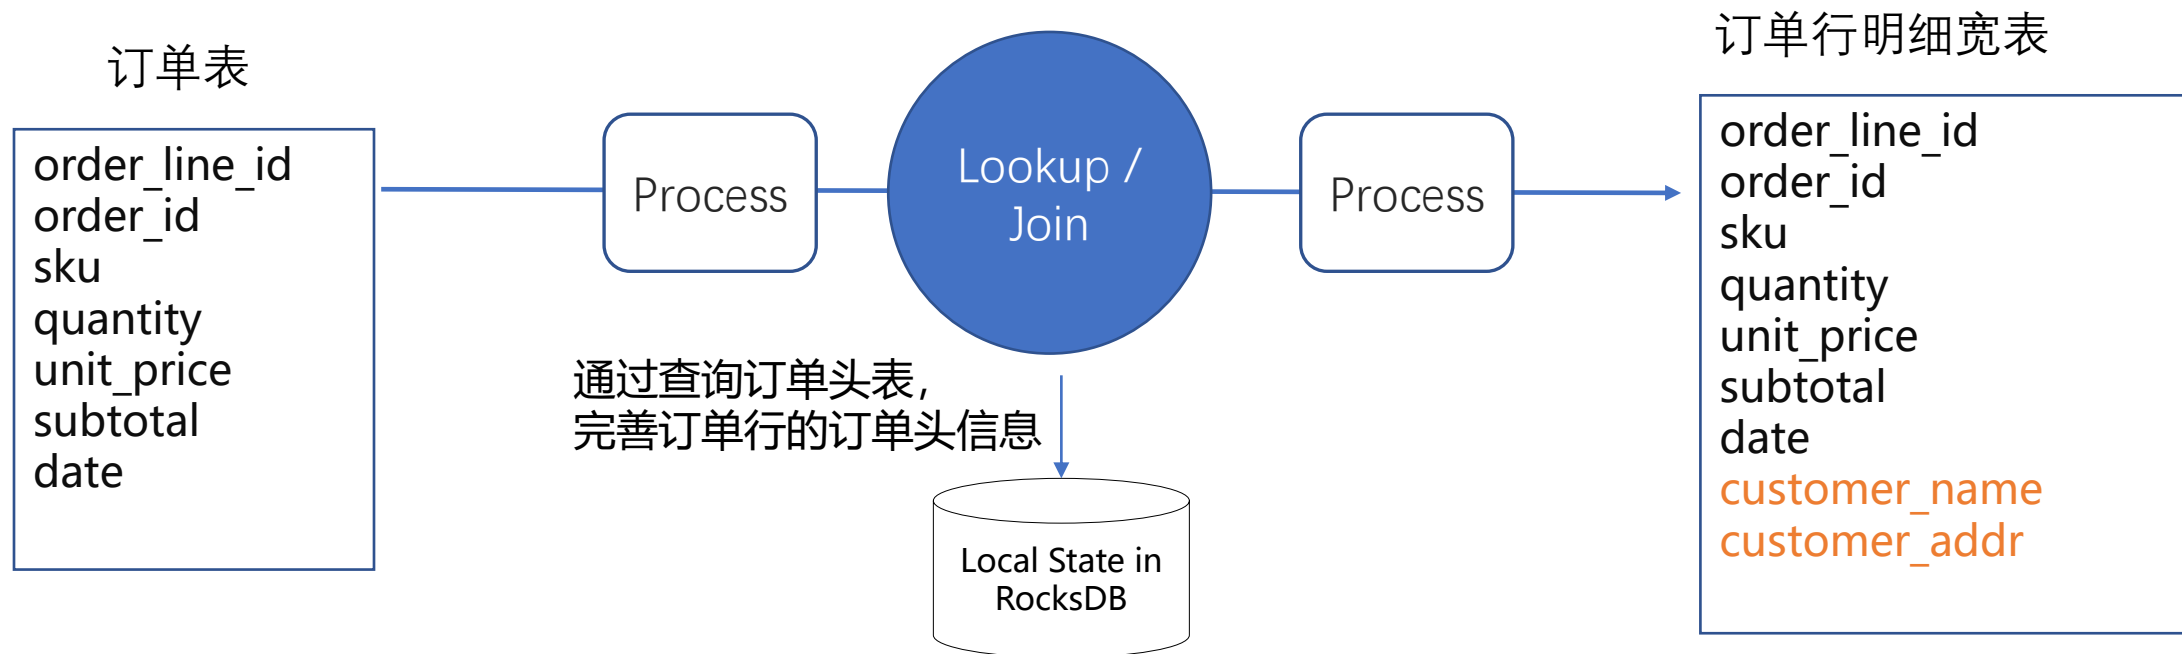 订单表
order_line_id
order_id
sku
quantity
unit_price
subtotal
date
Process
Lookup /
Join
通过查询订单头表，
完善订单行的订单头信息
Local State in
RocksDB
Process
订单行明细宽表
order_line_id
order_id
sku
quantity
unit_price
subtotal
date
customer_name
customer_addr